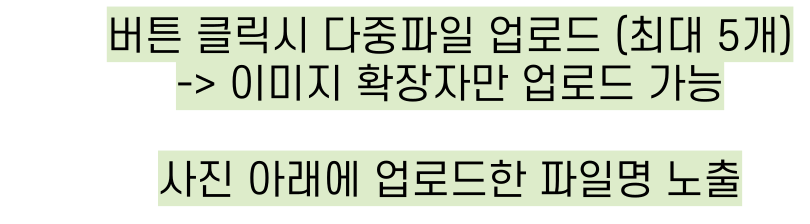 버튼 클릭시 다중파일 업로드 (최대 5개)
-> 이미지 확장자만 업로드 가능
사진 아래에 업로드한 파일명 노출